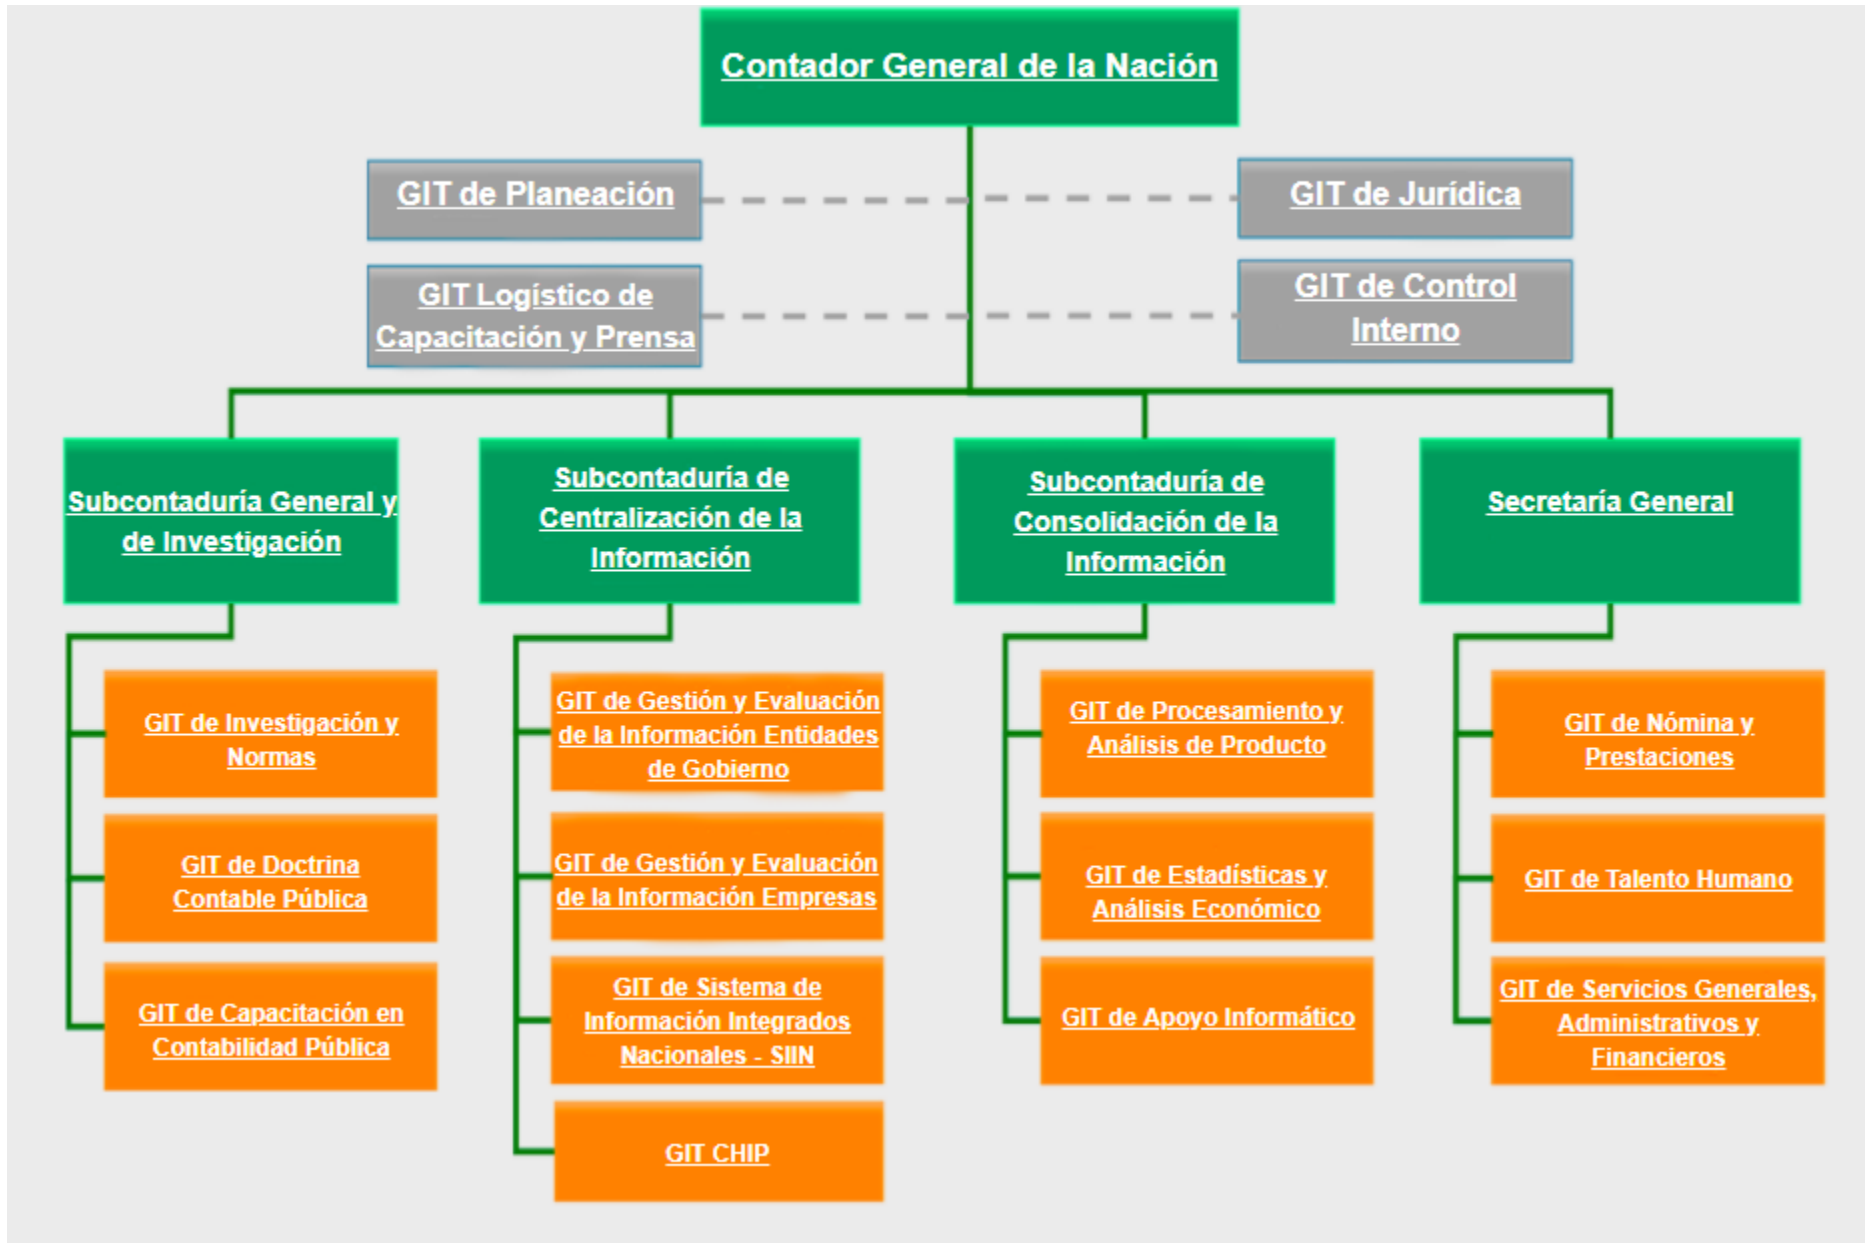 Contador General de la Nación
GIT de Planeación
GIT de Jurídica
GIT Logístico de
Capacitación y Prensa
GIT de Control
Interno
Subcontaduría General y
de Investigación
Subcontaduría de
Centralización de la
Información
Subcontaduría de
Consolidación de la
Información
Secretaría General
GIT de Investigación y
Normas
GIT de Doctrina
Contable Pública
GIT de Capacitación en
Contabilidad Pública
GIT de Gestión y Evaluación
de la Información Entidades
de Gobierno
GIT de Gestión y Evaluación
de la Información Empresas
GIT de Sistema de
Información Integrados
Nacionales - SIIN
GIT CHIP
GIT de Procesamiento y
Análisis de Producto
GIT de Estadísticas y
Análisis Económico
GIT de Apoyo Informático
GIT de Nómina y
Prestaciones
GIT de Talento Humano
GIT de Servicios Generales,
Administrativos y
Financieros